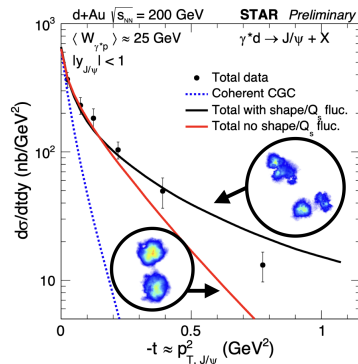 d+Au √s_NN = 200 GeV STAR Preliminary
⟨ W_γ*p ⟩ ≈ 25 GeV γ*d → J/ψ + X
|y_J/ψ| < 1
Total data
Coherent CGC
Total with shape/Q_s fluc.
Total no shape/Q_s fluc.
dσ/dtdy (nb/GeV²)
10³
10²
10
0 0.5 1
-t ≈ p²_T, J/ψ (GeV²)